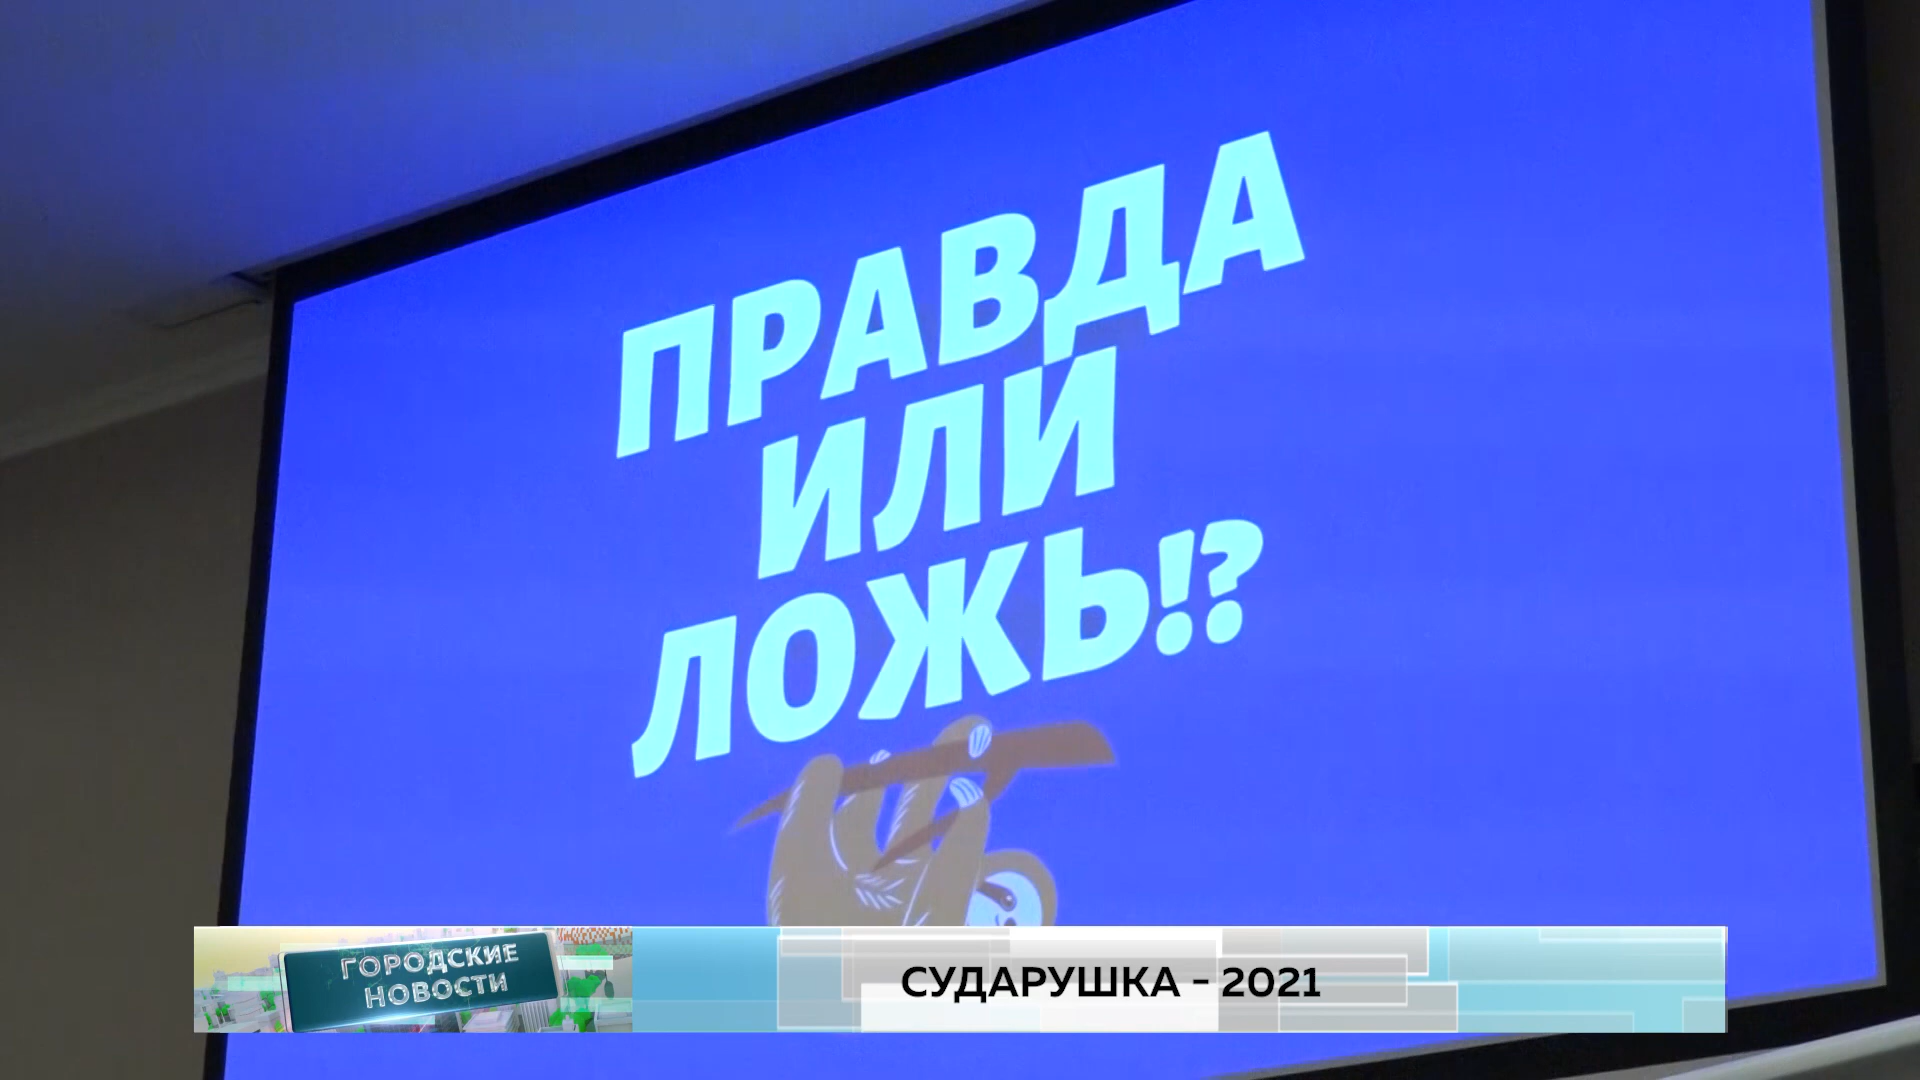 ПРАВДА
ИЛИ
ЛОЖЬ!?
ГОРОДСКИЕ
НОВОСТИ
СУДАРУШКА - 2021